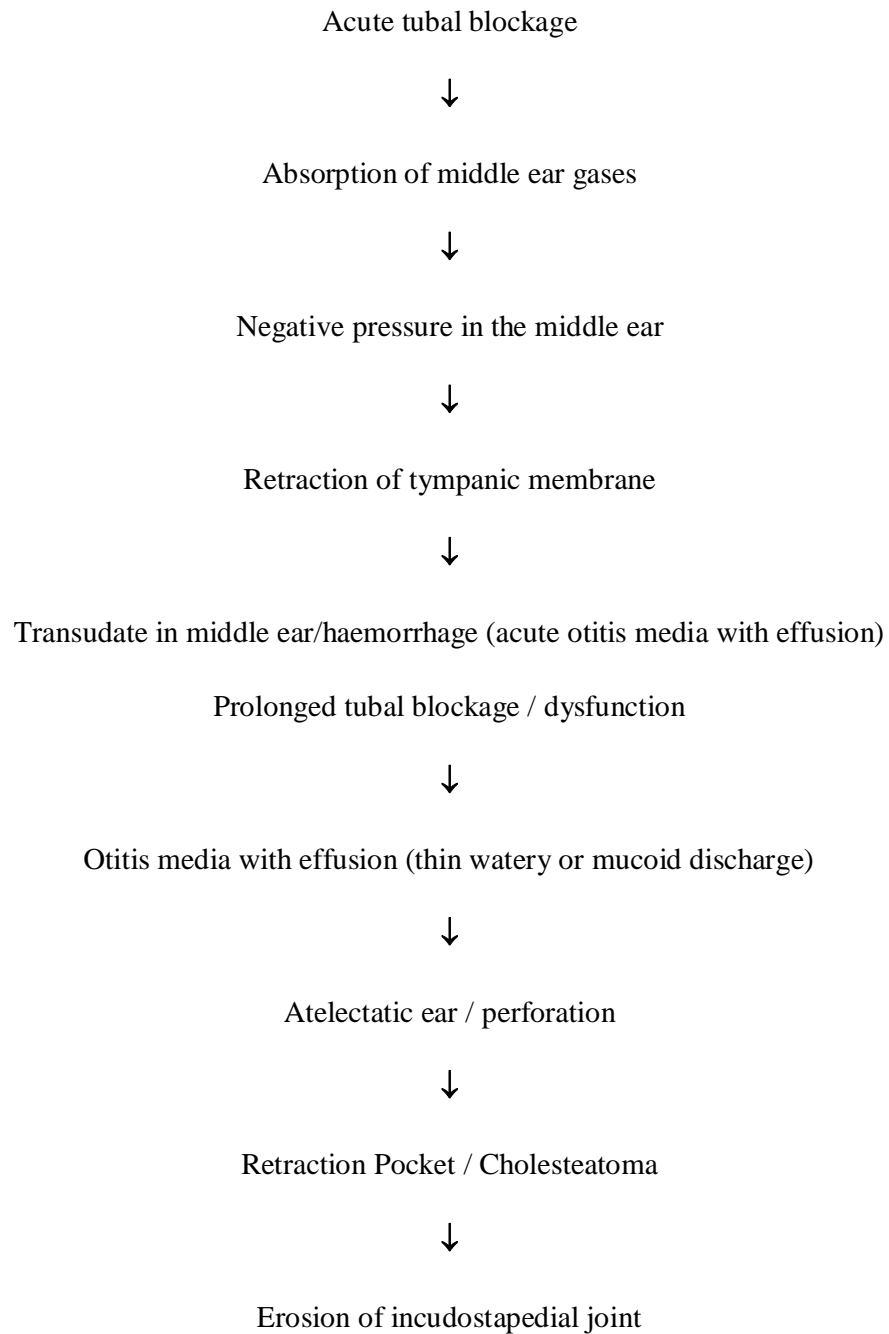 Acute tubal blockage
↓
Absorption of middle ear gases
↓
Negative pressure in the middle ear
↓
Retraction of tympanic membrane
↓
Transudate in middle ear/haemorrhage (acute otitis media with effusion)
Prolonged tubal blockage / dysfunction
↓
Otitis media with effusion (thin watery or mucoid discharge)
↓
Atelectatic ear / perforation
↓
Retraction Pocket / Cholesteatoma
↓
Erosion of incudostapedial joint